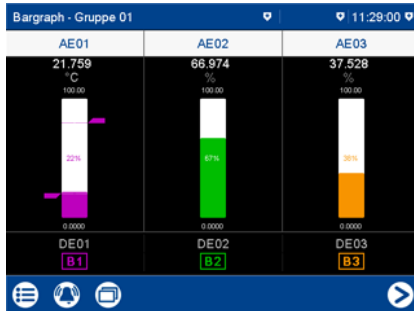 Bargraph - Gruppe 01 11:29:00
AE01 AE02 AE03
21.759 66.974 37.528
°C % %
100.00 100.00 100.00
22% 67% 38%
0.0000 0.0000 0.0000
DE01 DE02 DE03
B1 B2 B3